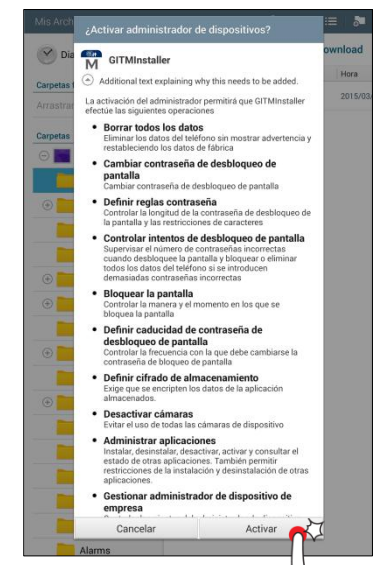 Mis Arch
¿Activar administrador de dispositivos?
Dia
ownload
GITMInstaller
Hora
Additional text explaining why this needs to be added.
Carpetas
2015/03/
Arrastrar
La activación del administrador permitirá que GITMInstaller
efectúe las siguientes operaciones
Carpetas
• Borrar todos los datos
Eliminar los datos del teléfono sin mostrar advertencia y
restableciendo los datos de fábrica
• Cambiar contraseña de desbloqueo de
pantalla
Cambiar contraseña de desbloqueo de pantalla
• Definir reglas contraseña
Controlar la longitud de la contraseña de desbloqueo de
la pantalla y las restricciones de caracteres
• Controlar intentos de desbloqueo de pantalla
Supervisar el número de contraseñas incorrectas
cuando desbloquee la pantalla y bloquear o eliminar
todos los datos del teléfono si se introducen
demasiadas contraseñas incorrectas
• Bloquear la pantalla
Controlar la manera y el momento en los que se
bloquea la pantalla
• Definir caducidad de contraseña de
desbloqueo de pantalla
Controlar la frecuencia con la que debe cambiarse la
contraseña de bloqueo de pantalla
• Definir cifrado de almacenamiento
Exige que se encripten los datos de la aplicación
almacenados.
• Desactivar cámaras
Evitar el uso de todas las cámaras de dispositivo
• Administrar aplicaciones
Instalar, desinstalar, desactivar, activar y consultar el
estado de otras aplicaciones. También permitir
restricciones de la instalación y desinstalación de otras
aplicaciones.
• Gestionar administrador de dispositivo de
empresa
Cancelar
Activar
Alarms